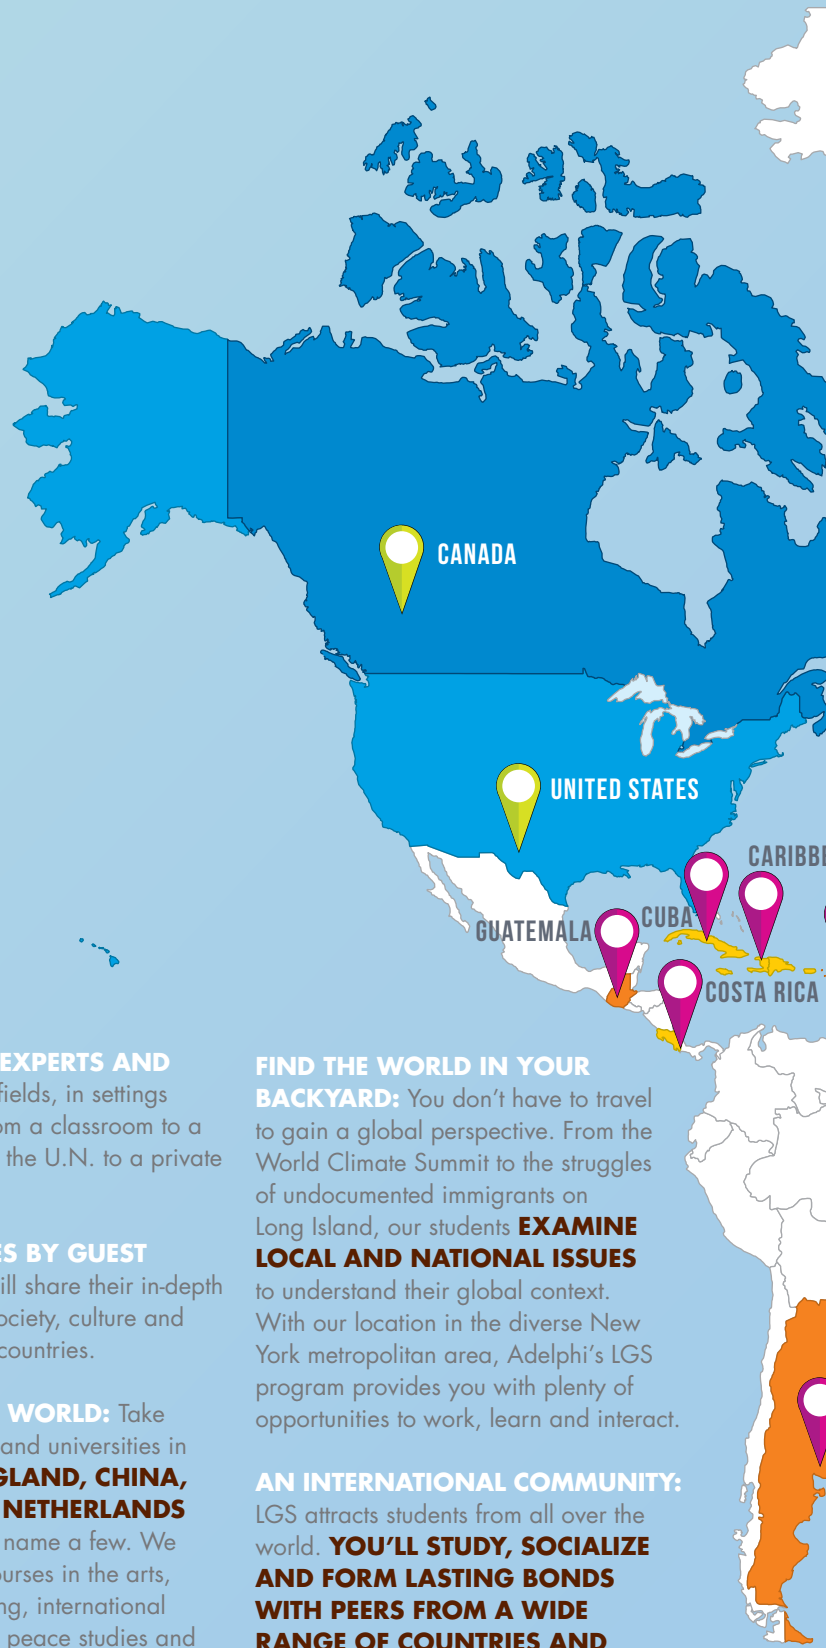 CANADA
UNITED STATES
CARIBBE
CUBA
GUATEMALA
COSTA RICA
EXPERTS AND
fields, in settings
om a classroom to a
the U.N. to a private
ES BY GUEST
ill share their in-depth
ociety, culture and
countries.
WORLD: Take
and universities in
GLAND, CHINA,
NETHERLANDS
name a few. We
ourses in the arts,
ng, international
peace studies and
FIND THE WORLD IN YOUR
BACKYARD: You don’t have to travel
to gain a global perspective. From the
World Climate Summit to the struggles
of undocumented immigrants on
Long Island, our students EXAMINE
LOCAL AND NATIONAL ISSUES
to understand their global context.
With our location in the diverse New
York metropolitan area, Adelphi’s LGS
program provides you with plenty of
opportunities to work, learn and interact.
AN INTERNATIONAL COMMUNITY:
LGS attracts students from all over the
world. YOU’LL STUDY, SOCIALIZE
AND FORM LASTING BONDS
WITH PEERS FROM A WIDE
RANGE OF COUNTRIES AND